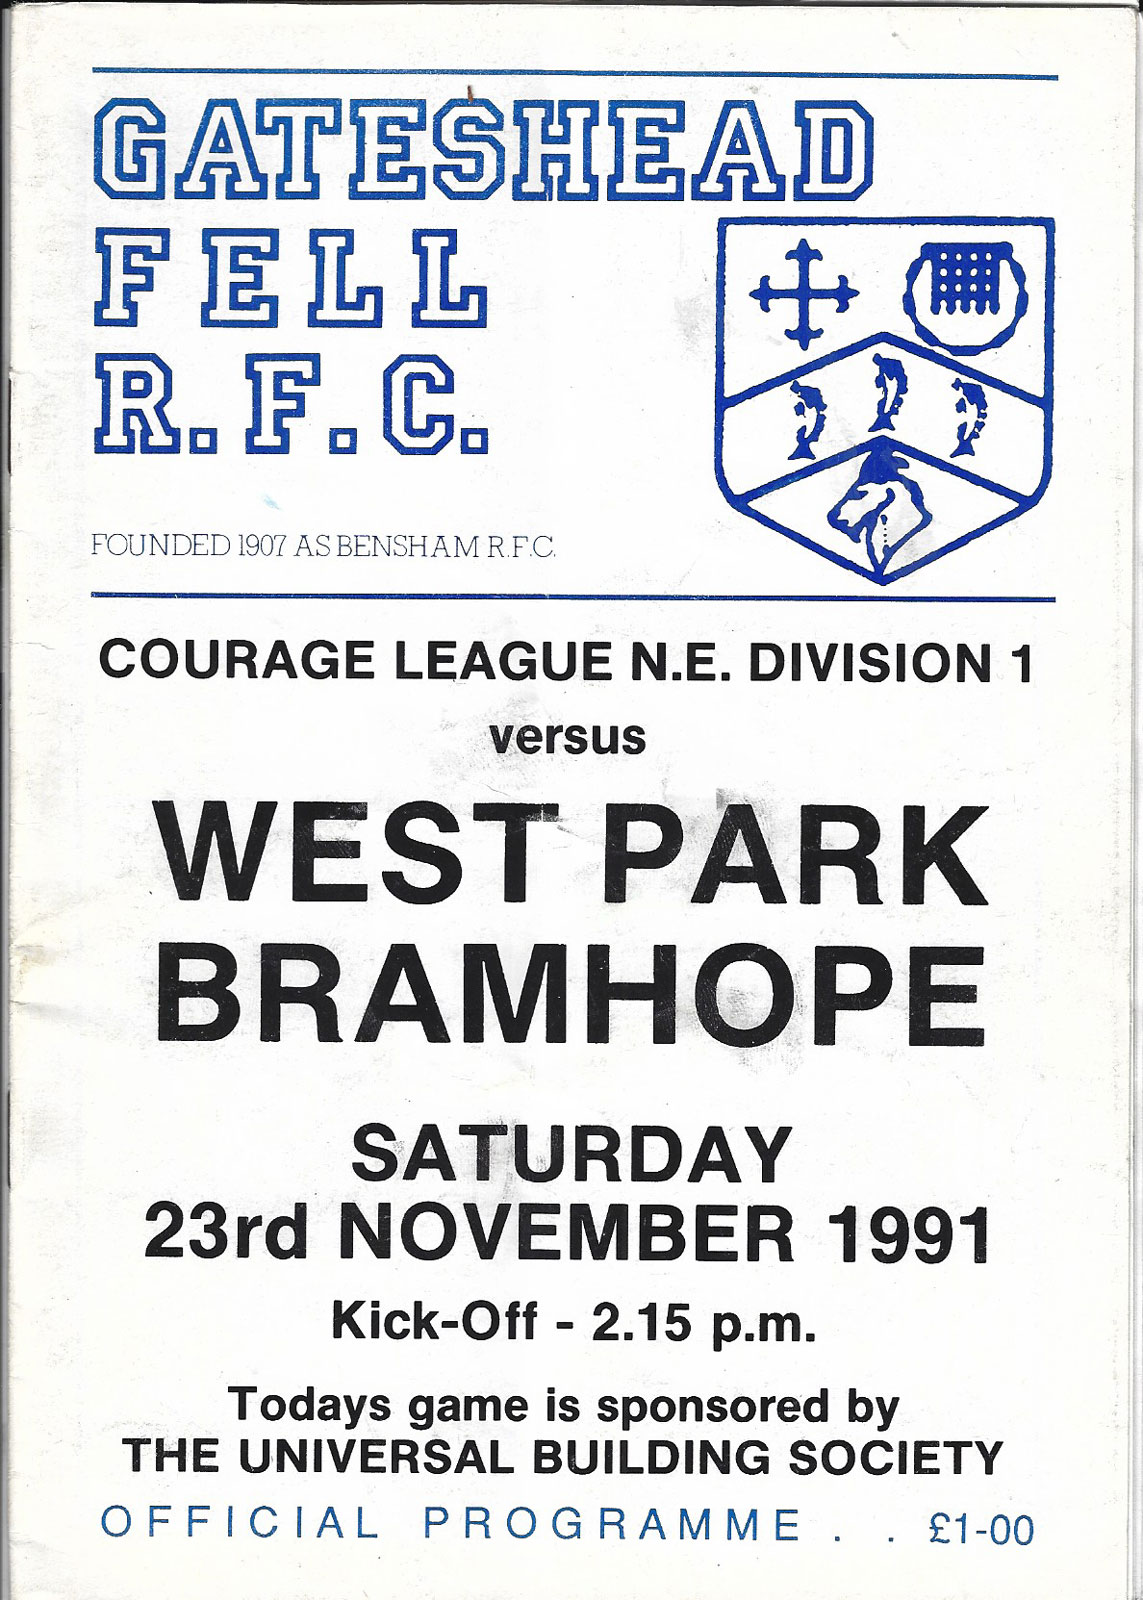 GATESHEAD
FELL
R.F.C.
FOUNDED 1907 AS BENSHAM R.F.C.
COURAGE LEAGUE N.E. DIVISION 1
versus
WEST PARK
BRAMHOPE
SATURDAY
23rd NOVEMBER 1991
Kick-Off - 2.15 p.m.
Todays game is sponsored by
THE UNIVERSAL BUILDING SOCIETY
OFFICIAL PROGRAMME . . £1-00